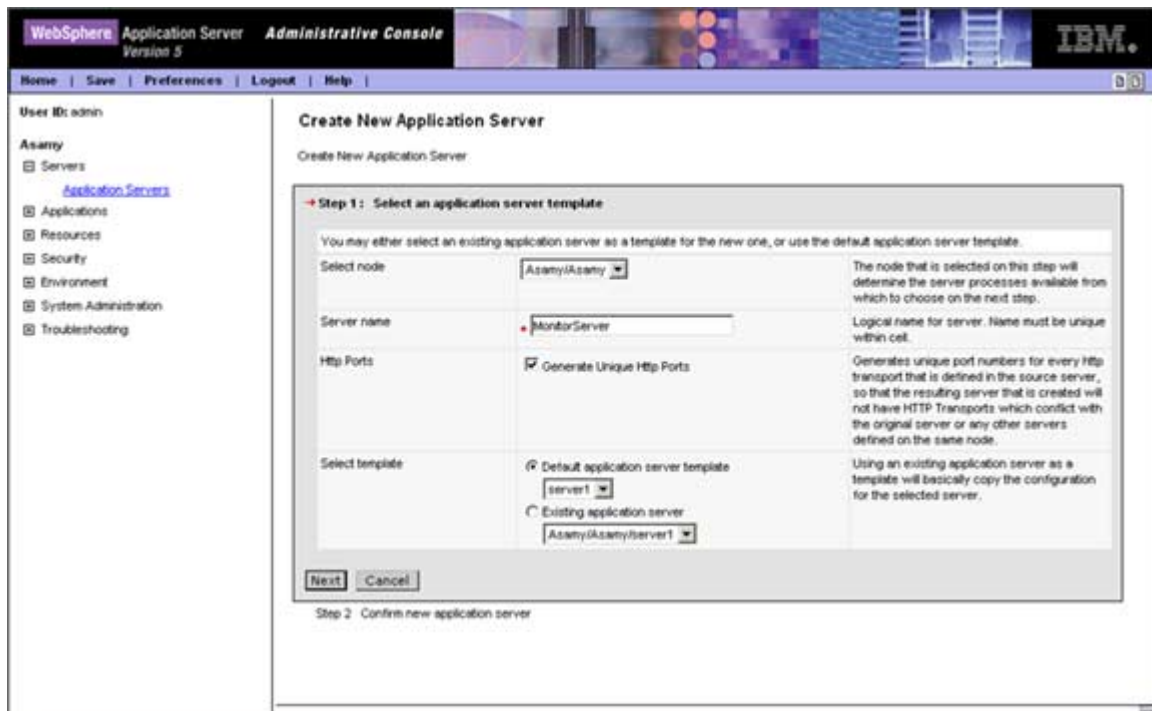 WebSphere Application Server Administrative Console
Version 5
IBM.
Home | Save | Preferences | Logout | Help |
User ID: admin
Asamy
Servers
Application Servers
Applications
Resources
Security
Environment
System Administration
Troubleshooting
Create New Application Server
Create New Application Server
Step 1 : Select an application server template
You may either select an existing application server as a template for the new one, or use the default application server template.
Select node
Asamy/Asamy
The node that is selected on this step will
determine the server processes available from
which to choose on the next step.
Server name
* MonitorServer
Logical name for server. Name must be unique
within cell.
Http Ports
Generate Unique Http Ports
Generates unique port numbers for every http
transport that is defined in the source server,
so that the resulting server that is created will
not have HTTP Transports which conflict with
the original server or any other servers
defined on the same node.
Select template
Default application server template
server1
Existing application server
Asamy/Asamy/server1
Using an existing application server as a
template will basically copy the configuration
for the selected server.
Next Cancel
Step 2 Confirm new application server